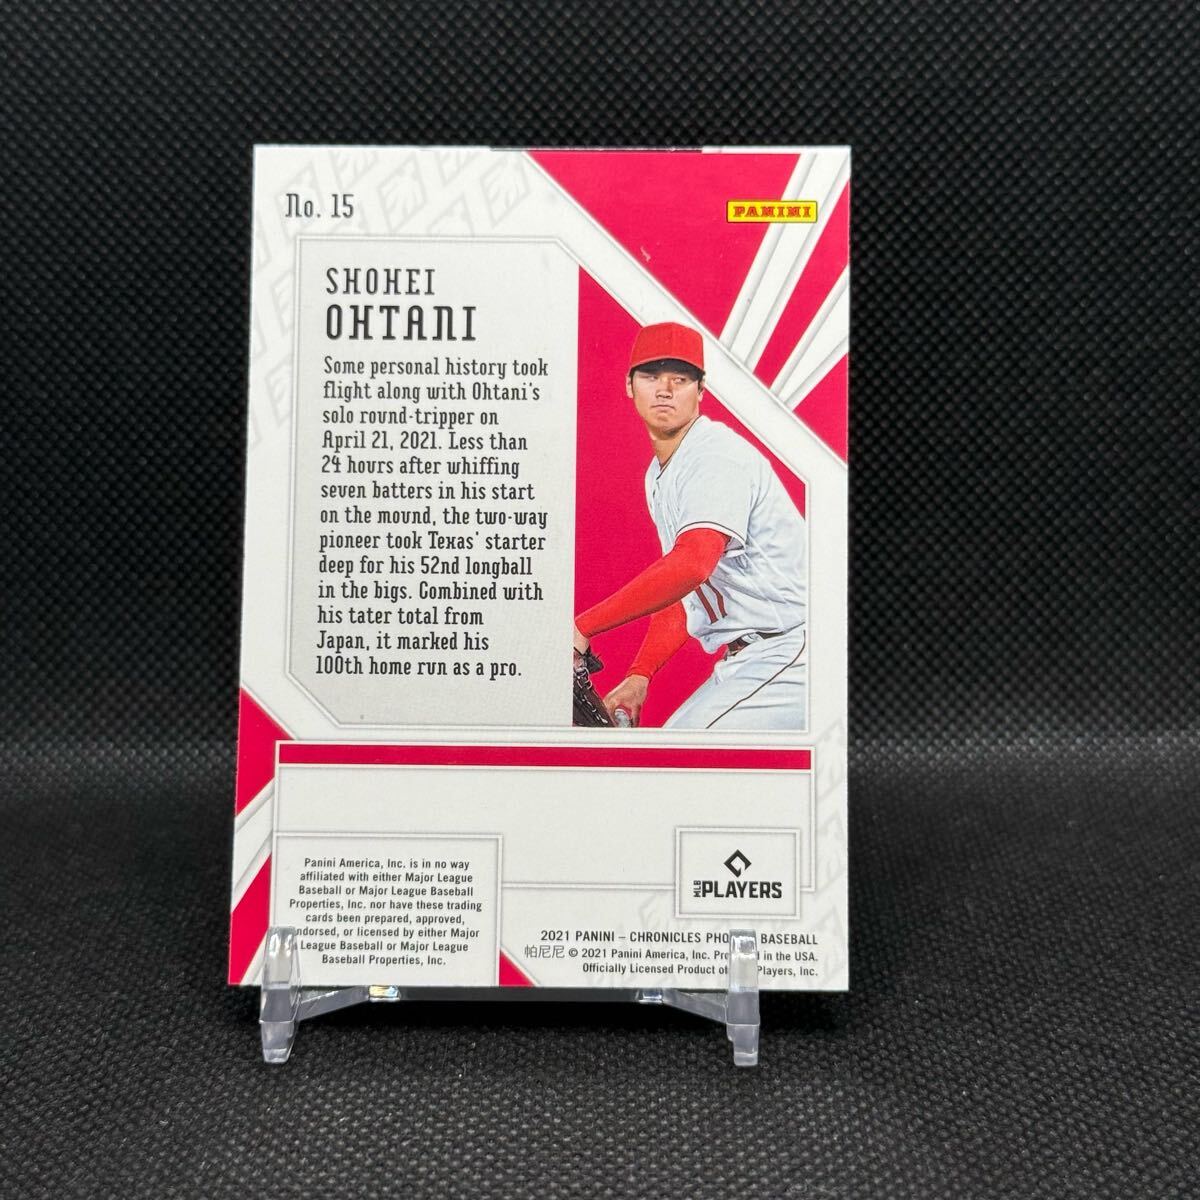 No. 15
PANINI
SHOHEI
OHTANI
Some personal history took
flight along with Ohtani's
solo round-tripper on
April 21, 2021. Less than
24 hours after whiffing
seven batters in his start
on the mound, the two-way
pioneer took Texas' starter
deep for his 52nd longball
in the bigs. Combined with
his tater total from
Japan, it marked his
100th home run as a pro.
17
Panini America, Inc. is in no way
affiliated with either Major League
Baseball or Major League Baseball
Properties, Inc. nor have these trading
cards been prepared, approved,
endorsed, or licensed by either Major
League Baseball or Major League
Baseball Properties, Inc.
MLB PLAYERS
2021 PANINI – CHRONICLES BASEBALL
帕尼尼 © 2021 Panini America, Inc. in the USA.
Officially Licensed Product of Players, Inc.